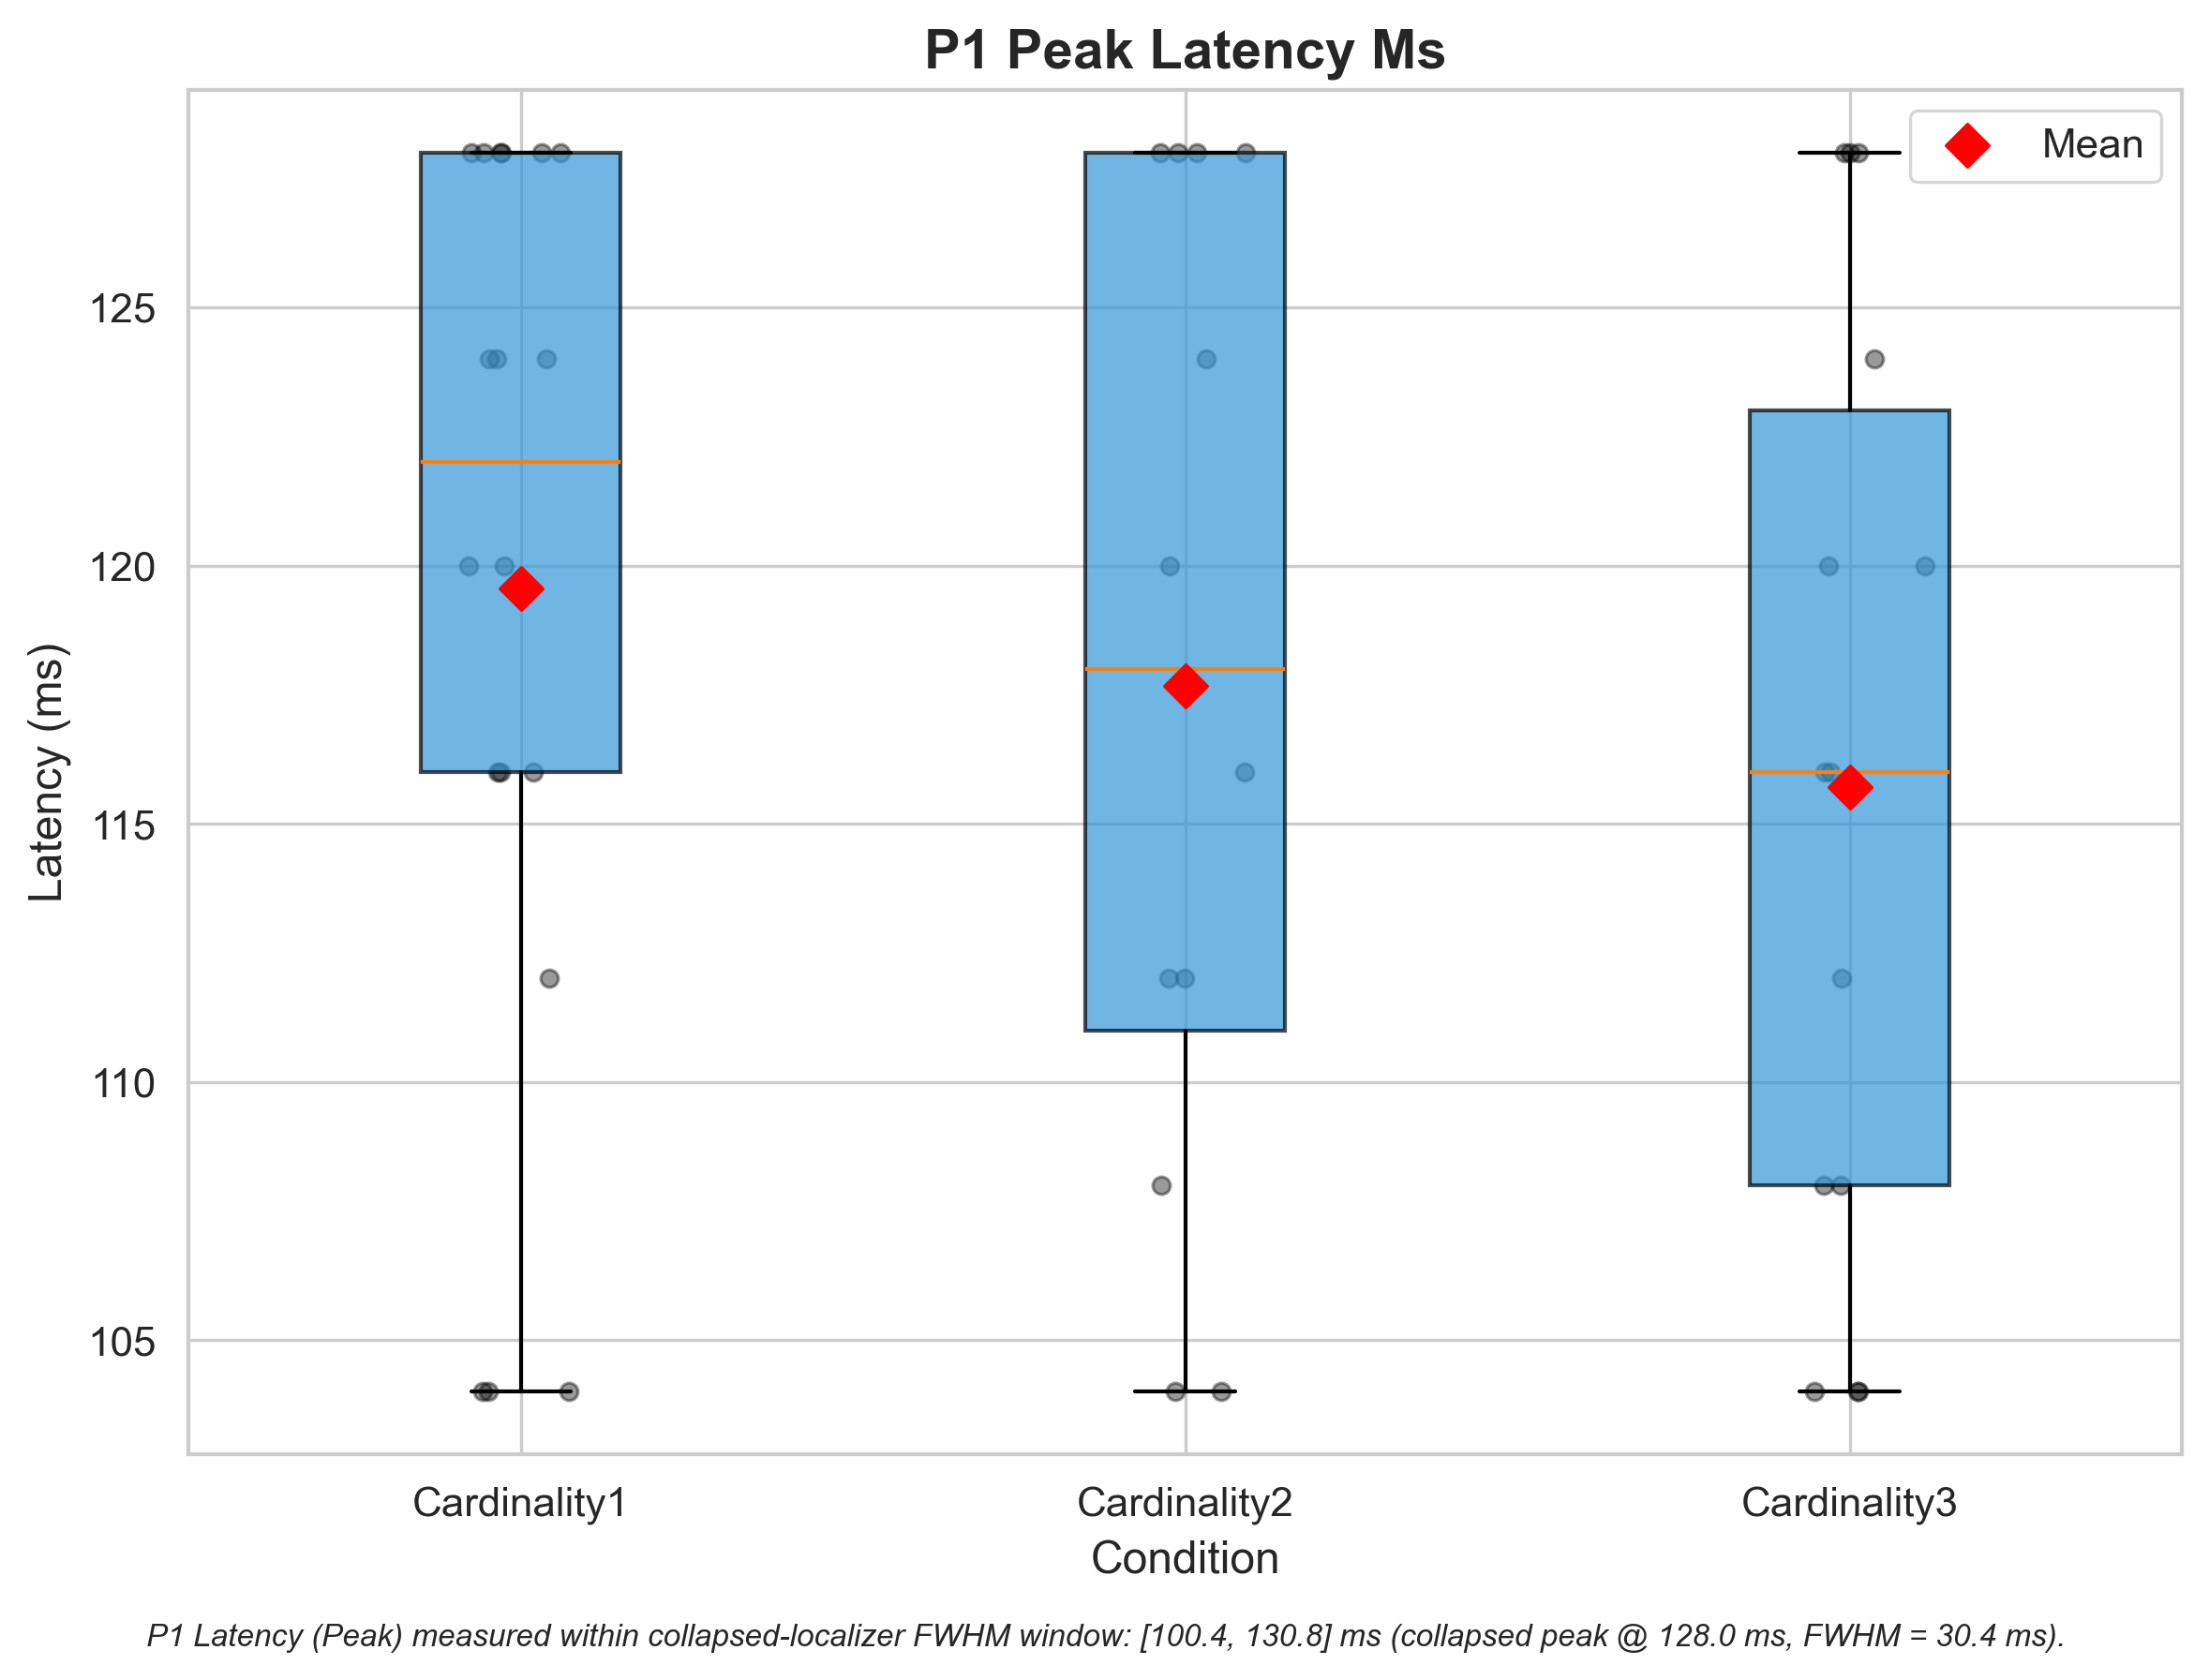 P1 Peak Latency Ms
Mean
125
120
115
110
105
Latency (ms)
Cardinality1
Cardinality2
Cardinality3
Condition
P1 Latency (Peak) measured within collapsed-localizer FWHM window: [100.4, 130.8] ms (collapsed peak @ 128.0 ms, FWHM = 30.4 ms).